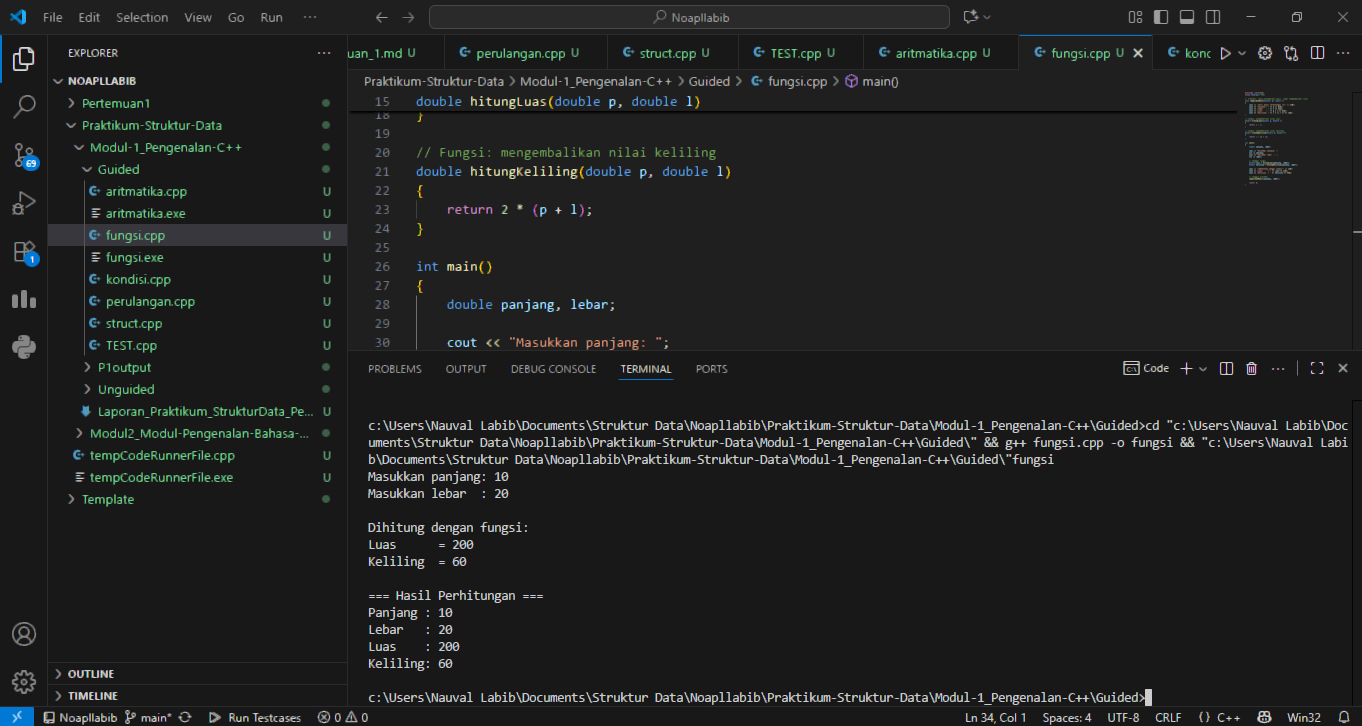 File Edit Selection View Go Run ···
Noapllabib
EXPLORER ···
NOAPLLABIB
Pertemuan1
Praktikum-Struktur-Data
Modul-1_Pengenalan-C++
Guided
aritmatika.cpp U
aritmatika.exe U
fungsi.cpp U
fungsi.exe U
kondisi.cpp U
perulangan.cpp U
struct.cpp U
TEST.cpp U
P1output
Unguided
Laporan_Praktikum_StrukturData_Pe... U
Modul2_Modul-Pengenalan-Bahasa-...
tempCodeRunnerFile.cpp U
tempCodeRunnerFile.exe U
Template
OUTLINE
TIMELINE
69
1
uan_1.md U perulangan.cpp U struct.cpp U TEST.cpp U aritmatika.cpp U fungsi.cpp U konc
Praktikum-Struktur-Data > Modul-1_Pengenalan-C++ > Guided > fungsi.cpp > main()
15 double hitungLuas(double p, double l)
18 }
19
20 // Fungsi: mengembalikan nilai keliling
21 double hitungKeliling(double p, double l)
22 {
23 return 2 * (p + l);
24 }
25
26 int main()
27 {
28 double panjang, lebar;
29
30 cout << "Masukkan panjang: ";
PROBLEMS OUTPUT DEBUG CONSOLE TERMINAL PORTS
Code
c:\Users\Nauval Labib\Documents\Struktur Data\Noapllabib\Praktikum-Struktur-Data\Modul-1_Pengenalan-C++\Guided>cd "c:\Users\Nauval Labib\Doc
uments\Struktur Data\Noapllabib\Praktikum-Struktur-Data\Modul-1_Pengenalan-C++\Guided\" && g++ fungsi.cpp -o fungsi && "c:\Users\Nauval Labi
b\Documents\Struktur Data\Noapllabib\Praktikum-Struktur-Data\Modul-1_Pengenalan-C++\Guided\"fungsi
Masukkan panjang: 10
Masukkan lebar  : 20
Dihitung dengan fungsi:
Luas      = 200
Keliling  = 60
=== Hasil Perhitungan ===
Panjang : 10
Lebar   : 20
Luas    : 200
Keliling: 60
c:\Users\Nauval Labib\Documents\Struktur Data\Noapllabib\Praktikum-Struktur-Data\Modul-1_Pengenalan-C++\Guided>
Noapllabib main* Run Testcases 0 0 Ln 34, Col 1 Spaces: 4 UTF-8 CRLF {} C++ Win32